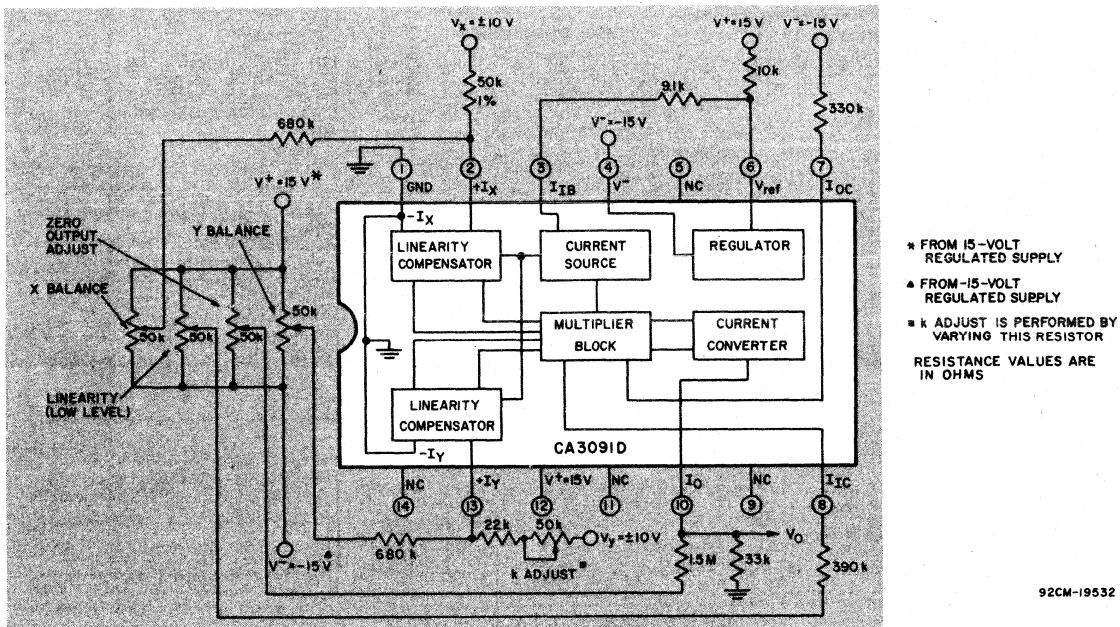 Vx = ±10 V
V+=15 V
V-=-15V
50k
1%
10k
9.1k
330k
680k
V-=-15 V
1
2
3
4
5
6
7
GND
+IX
IIB
V-
NC
Vref
IOC
V+=15 V*
-IX
ZERO
OUTPUT
ADJUST
Y BALANCE
X BALANCE
LINEARITY
COMPENSATOR
CURRENT
SOURCE
REGULATOR
50k
50k
50k
50k
MULTIPLIER
BLOCK
CURRENT
CONVERTER
LINEARITY
(LOW LEVEL)
LINEARITY
COMPENSATOR
CA3091D
-IY
NC
+IY
V+=15V
NC
IO
NC
IIC
14
13
12
11
10
9
8
22k
50k
Vy=±10V
VO
680 k
k ADJUST
1.5M
33k
390k
V-=-15 V
* FROM 15-VOLT
REGULATED SUPPLY
▲ FROM -15-VOLT
REGULATED SUPPLY
k ADJUST IS PERFORMED BY
VARYING THIS RESISTOR
RESISTANCE VALUES ARE
IN OHMS
92CM-19532